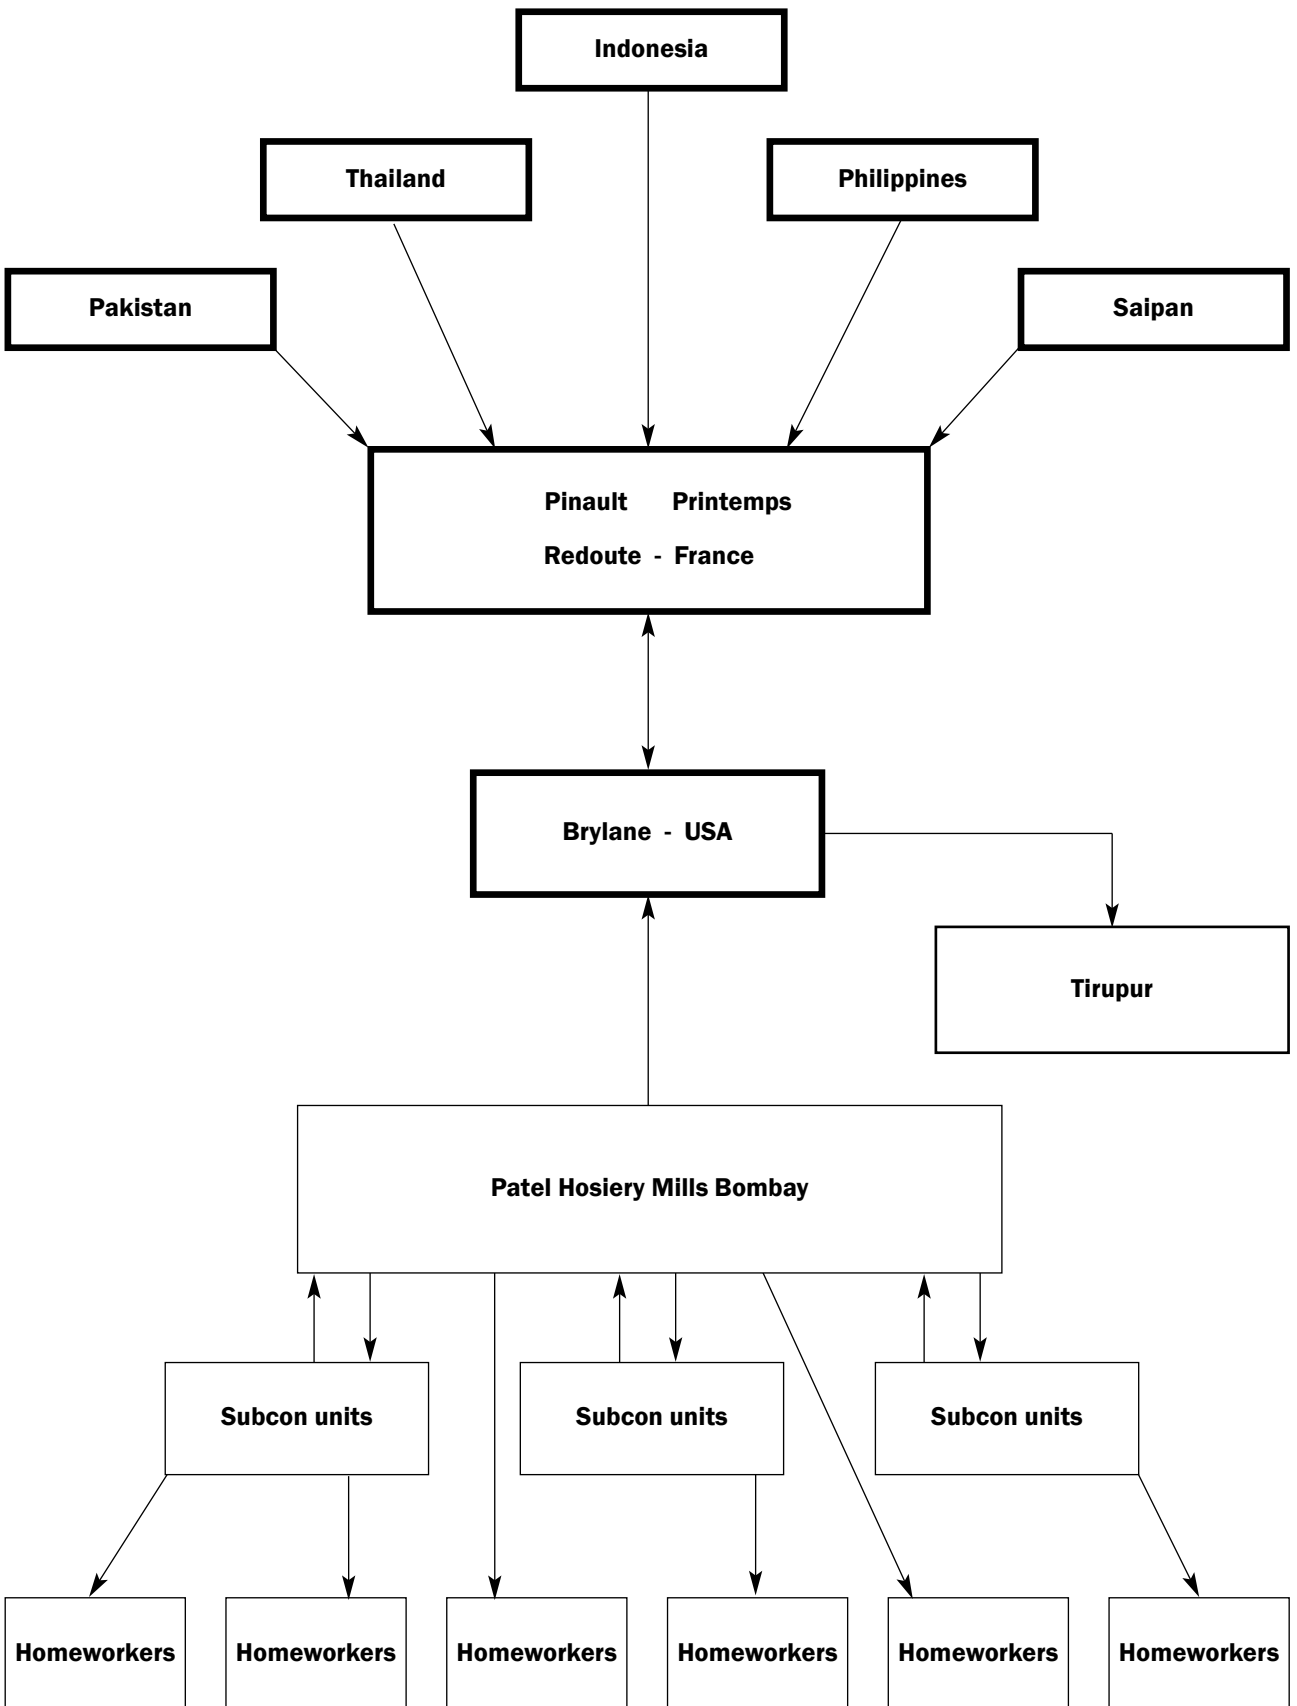 Indonesia
Thailand
Philippines
Pakistan
Saipan
Pinault Printemps
Redoute - France
Brylane - USA
Tirupur
Patel Hosiery Mills Bombay
Subcon units
Subcon units
Subcon units
Homeworkers
Homeworkers
Homeworkers
Homeworkers
Homeworkers
Homeworkers